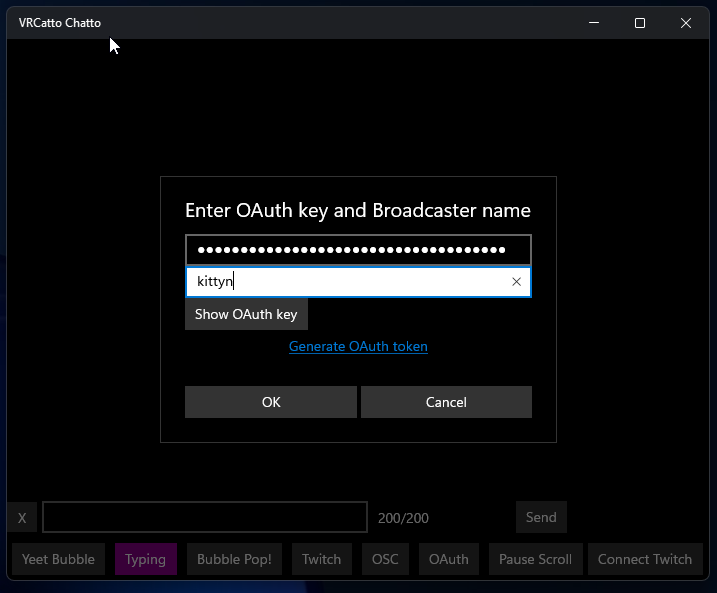 VRCatto Chatto
Enter OAuth key and Broadcaster name
••••••••••••••••••••••••••••••••••••
kittyn
Show OAuth key
Generate OAuth token
OK Cancel
X 200/200 Send
Yeet Bubble Typing Bubble Pop! Twitch OSC OAuth Pause Scroll Connect Twitch